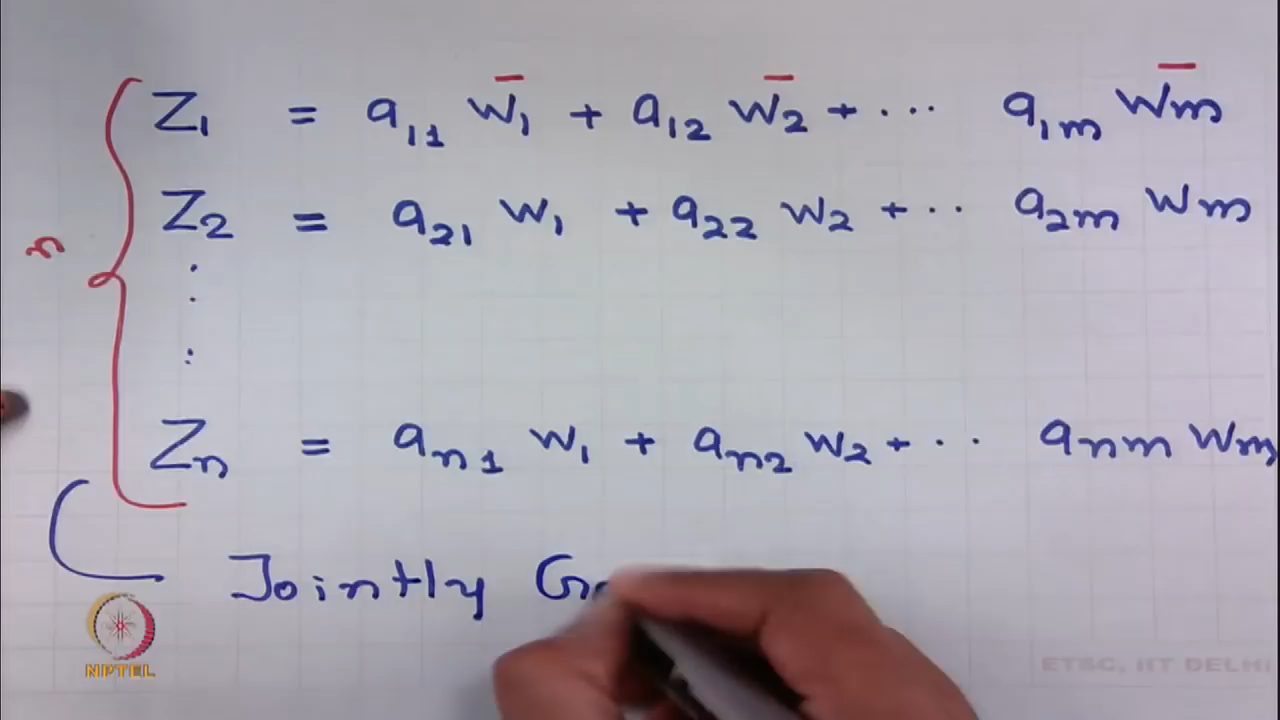 Z1 = a11 W1 + a12 W2 + ... a1m Wm
Z2 = a21 W1 + a22 W2 + .. a2m Wm
n
:
:
Zn = an1 W1 + an2 W2 + .. anm Wm
Jointly
NPTEL
ETSC, IIT DELHI